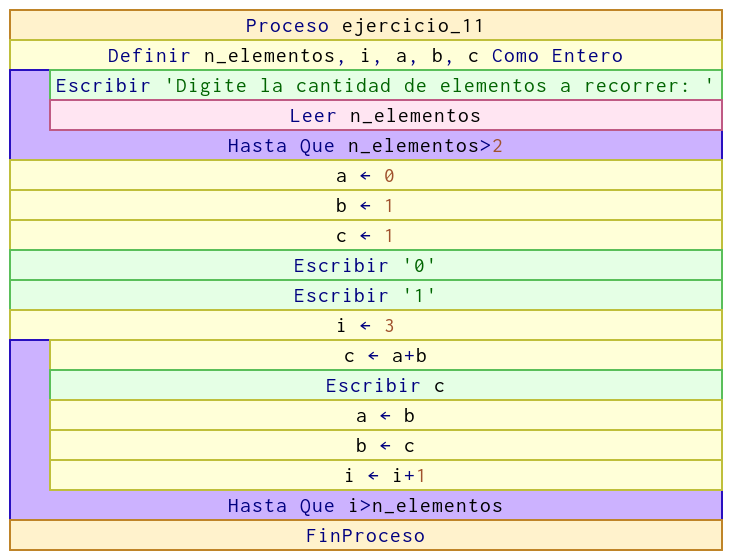 Proceso ejercicio_11
Definir n_elementos, i, a, b, c Como Entero
Escribir 'Digite la cantidad de elementos a recorrer: '
Leer n_elementos
Hasta Que n_elementos>2
a ← 0
b ← 1
c ← 1
Escribir '0'
Escribir '1'
i ← 3
c ← a+b
Escribir c
a ← b
b ← c
i ← i+1
Hasta Que i>n_elementos
FinProceso